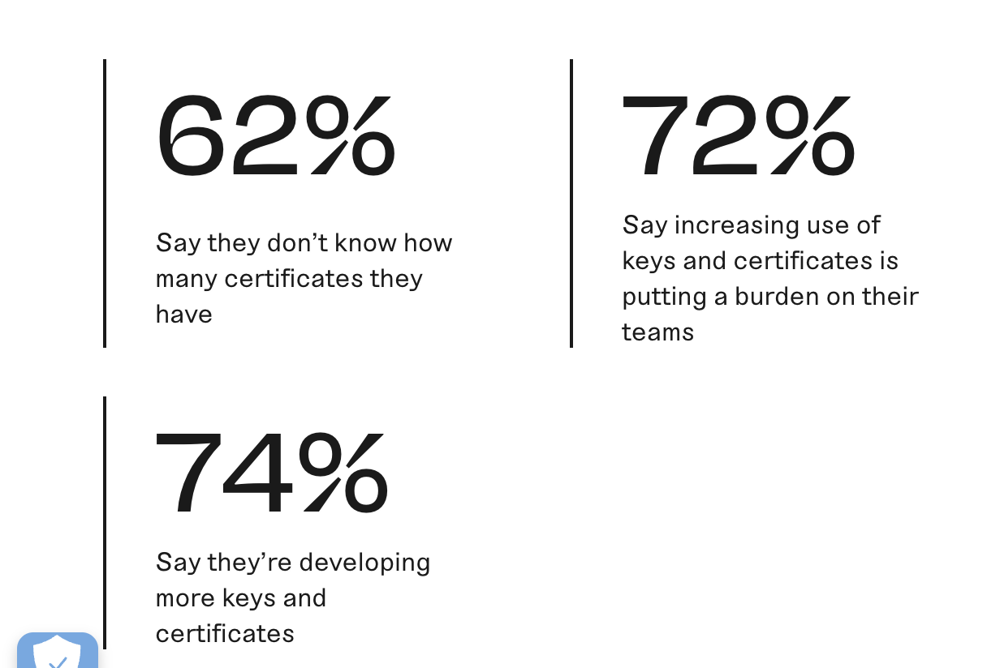 62%
Say they don’t know how
many certificates they
have
72%
Say increasing use of
keys and certificates is
putting a burden on their
teams
74%
Say they’re developing
more keys and
certificates